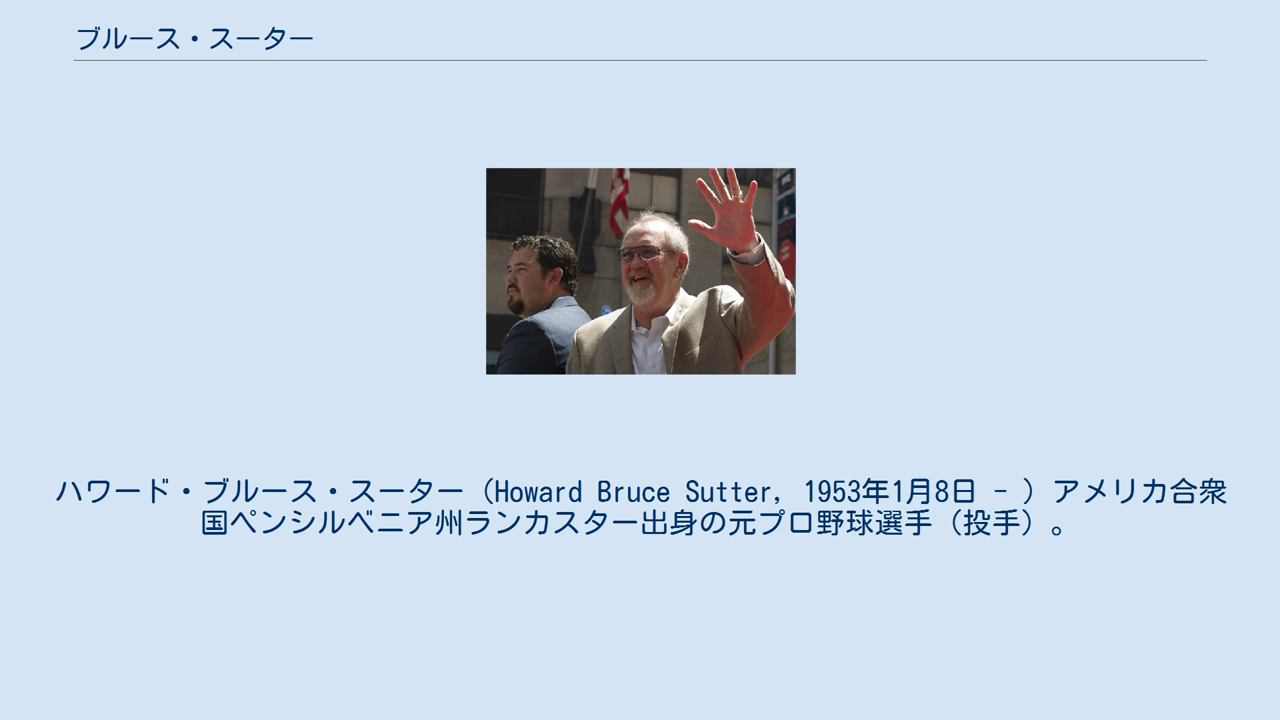 ブルース・スーター
ハワード・ブルース・スーター（Howard Bruce Sutter, 1953年1月8日 - ）アメリカ合衆
国ペンシルベニア州ランカスター出身の元プロ野球選手（投手）。